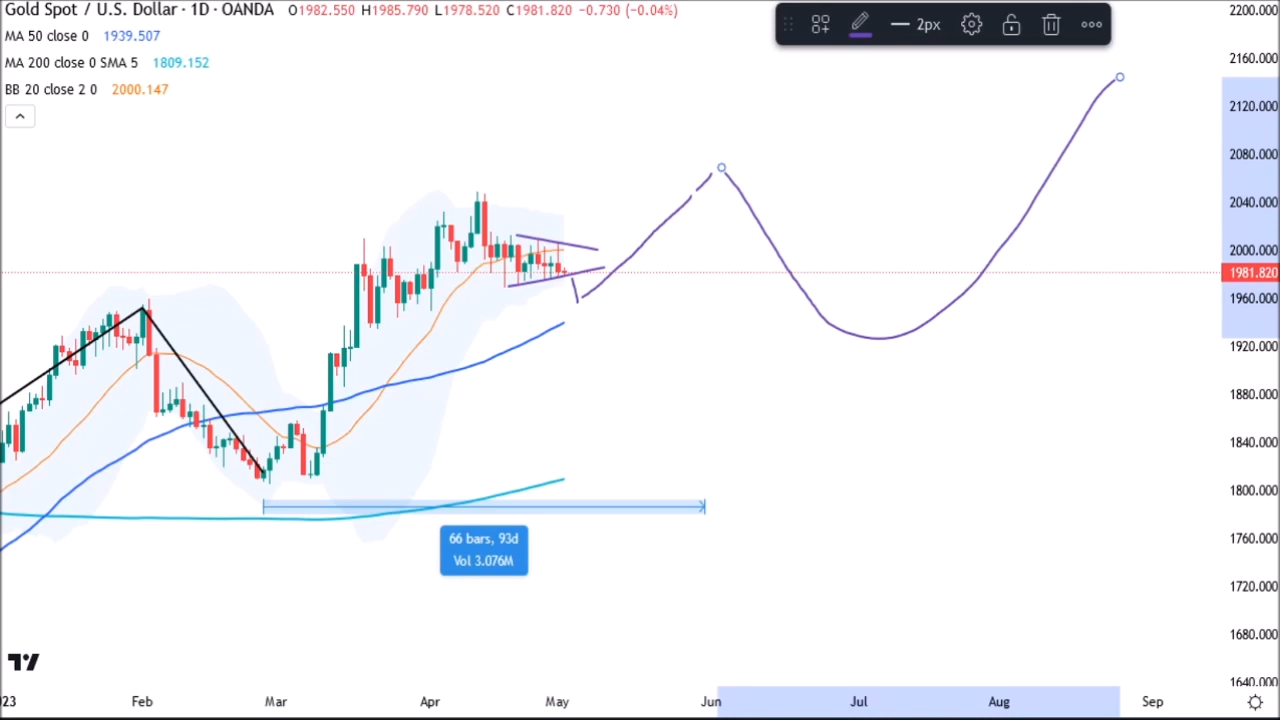 Gold Spot / U.S. Dollar · 1D · OANDA O1982.550 H1985.790 L1978.520 C1981.820 −0.730 (−0.04%)
2px
MA 50 close 0 1939.507
MA 200 close 0 SMA 5 1809.152
BB 20 close 2 0 2000.147
2200.000
2160.000
2120.000
2080.000
2040.000
2000.000
1981.820
1960.000
1920.000
1880.000
1840.000
1800.000
1760.000
1720.000
1680.000
1640.000
66 bars, 93d
Vol 3.076M
23 Feb Mar Apr May Jun Jul Aug Sep